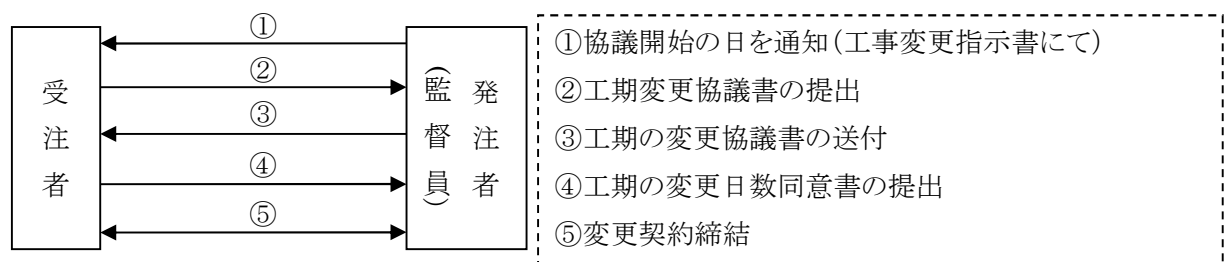 受注者
①
②
③
④
⑤
発注者
(監督員)
①協議開始の日を通知(工事変更指示書にて)
②工期変更協議書の提出
③工期の変更協議書の送付
④工期の変更日数同意書の提出
⑤変更契約締結